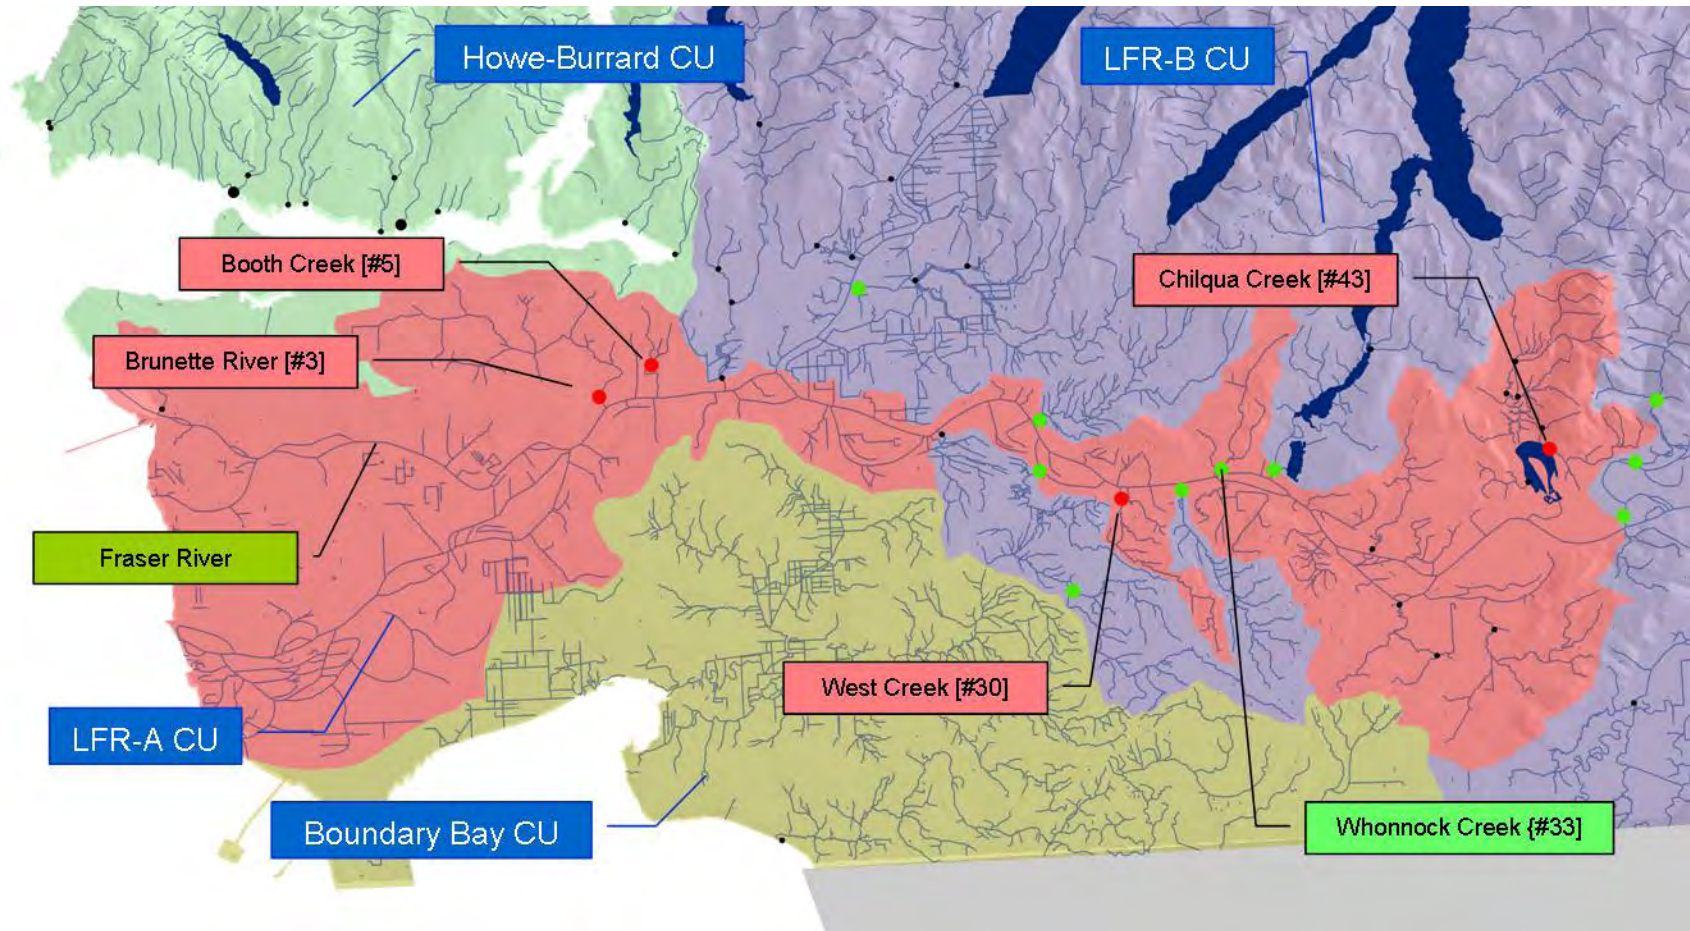 Howe-Burrard CU
LFR-B CU
Booth Creek [#5]
Chilqua Creek [#43]
Brunette River [#3]
Fraser River
West Creek [#30]
LFR-A CU
Boundary Bay CU
Whonnock Creek {#33]